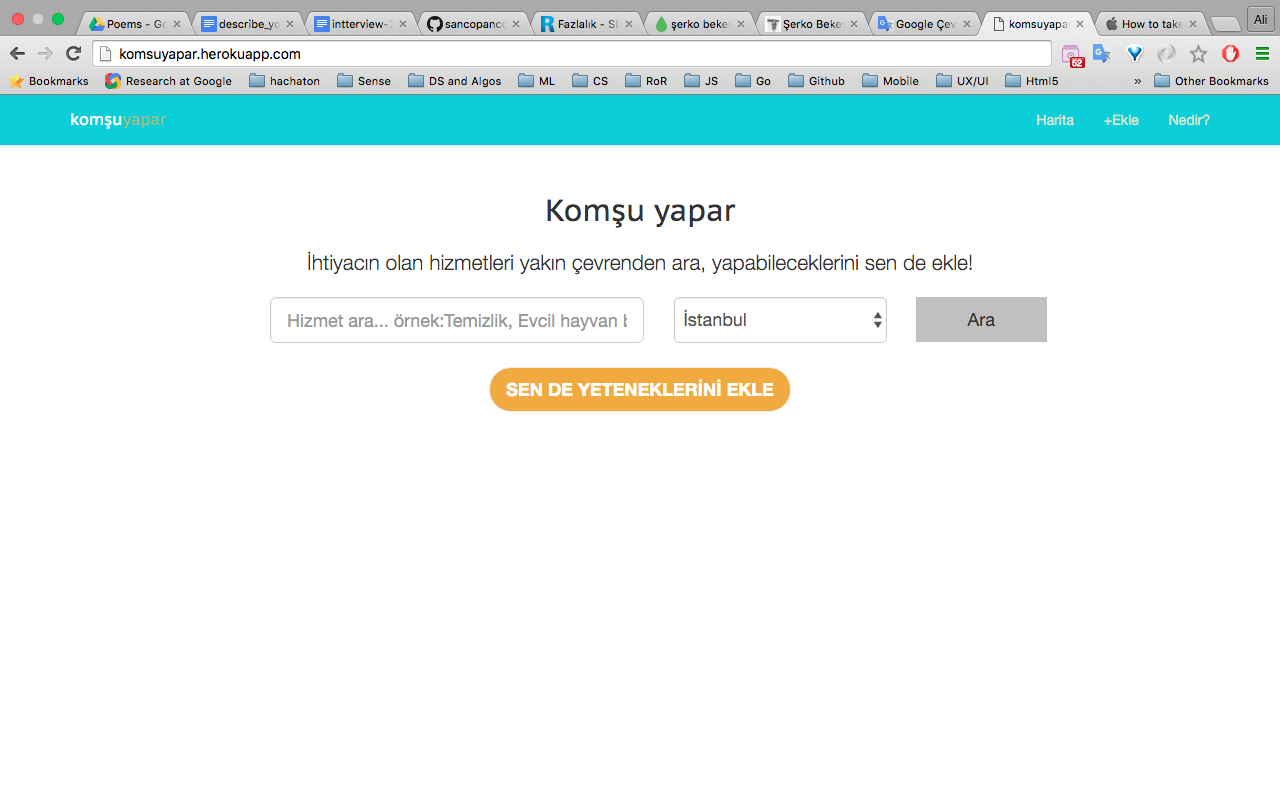 Poems - Go
describe_yo
intterview-
sancopanco
Fazlalık - Sl
şerko bekes
Şerko Bekes
Google Çev
komsuyapar
How to take
Ali
komsuyapar.herokuapp.com
52
Bookmarks
Research at Google
hachaton
Sense
DS and Algos
ML
CS
RoR
JS
Go
Github
Mobile
UX/UI
Html5
»
Other Bookmarks
komşuyapar
Harita
+Ekle
Nedir?
Komşu yapar
İhtiyacın olan hizmetleri yakın çevrenden ara, yapabileceklerini sen de ekle!
Hizmet ara... örnek:Temizlik, Evcil hayvan b
İstanbul
Ara
SEN DE YETENEKLERİNİ EKLE